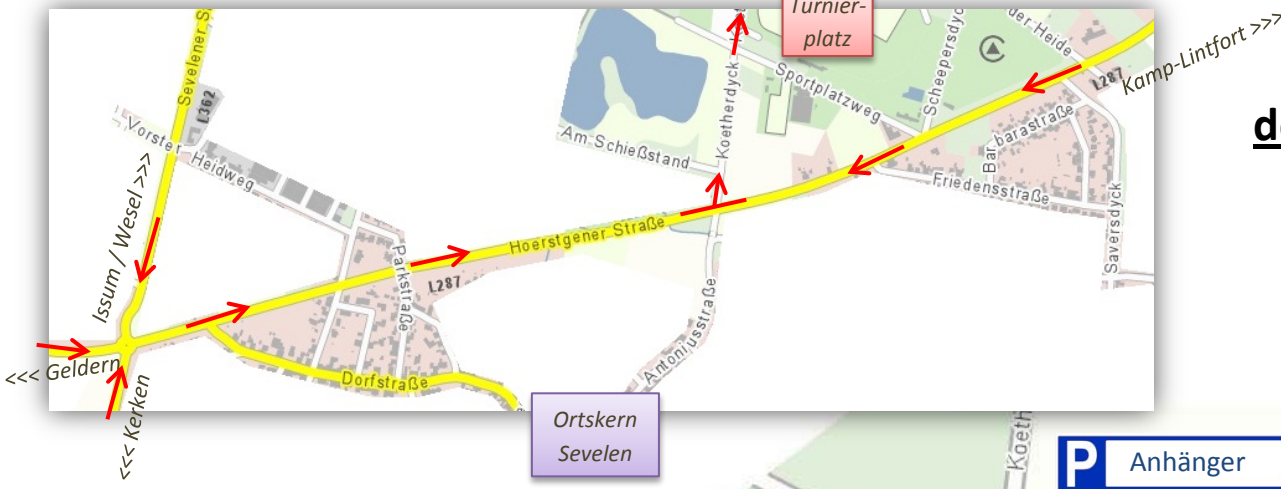 Turnier-
platz
Kamp-Lintfort >>>
Sevelener S
L362
Koetherdyck
Sportplatzweg
Scheepersdyc
der Heide
L287
Barbarastraße
Friedensstraße
Saversdyck
Vorster Heidweg
Am Schießstand
Issum / Wesel >>>
Hoerstgener Straße
Parkstraße
L287
Antoniusstraße
<<< Geldern
Dorfstraße
<<< Kerken
Ortskern
Sevelen
Koeth
P Anhänger